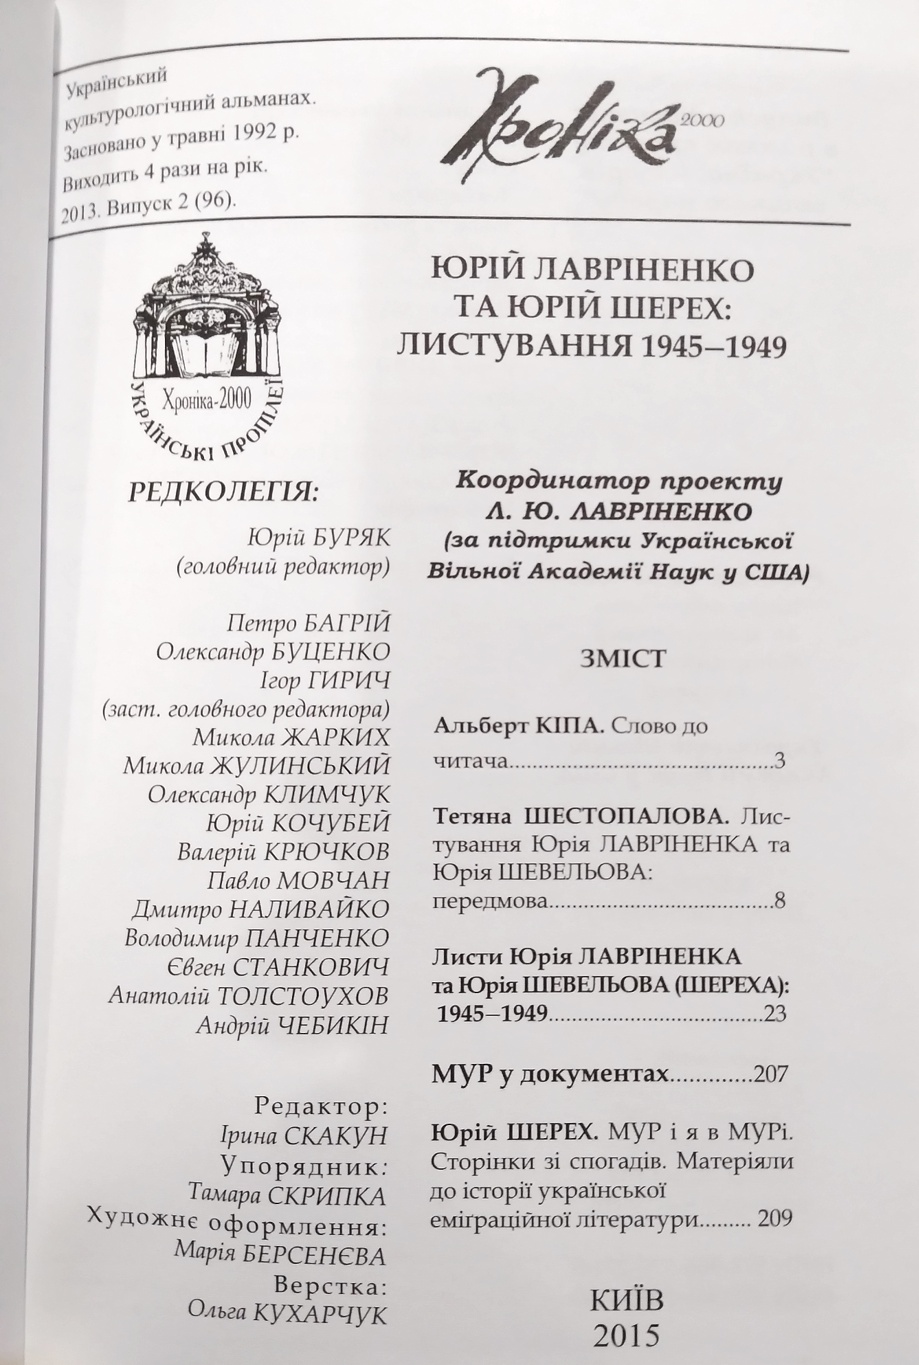 Український
культурологічний альманах.
Засновано у травні 1992 р.
Виходить 4 рази на рік.
2013. Випуск 2 (96).
Хроніка 2000
Хроніка-2000
УКРАЇНСЬКІ ПРОПІЛЕЇ
РЕДКОЛЕГІЯ:
Юрій БУРЯК
(головний редактор)
Петро БАГРІЙ
Олександр БУЦЕНКО
Ігор ГИРИЧ
(заст. головного редактора)
Микола ЖАРКИХ
Микола ЖУЛИНСЬКИЙ
Олександр КЛИМЧУК
Юрій КОЧУБЕЙ
Валерій КРЮЧКОВ
Павло МОВЧАН
Дмитро НАЛИВАЙКО
Володимир ПАНЧЕНКО
Євген СТАНКОВИЧ
Анатолій ТОЛСТОУХОВ
Андрій ЧЕБИКІН
Редактор:
Ірина СКАКУН
Упорядник:
Тамара СКРИПКА
Художнє оформлення:
Марія БЕРСЕНЄВА
Верстка:
Ольга КУХАРЧУК
ЮРІЙ ЛАВРІНЕНКО
ТА ЮРІЙ ШЕРЕХ:
ЛИСТУВАННЯ 1945–1949
Координатор проекту
Л. Ю. ЛАВРІНЕНКО
(за підтримки Української
Вільної Академії Наук у США)
ЗМІСТ
Альберт КІПА. Слово до
читача..........................................3
Тетяна ШЕСТОПАЛОВА. Лис-
тування Юрія ЛАВРІНЕНКА та
Юрія ШЕВЕЛЬОВА:
передмова....................................8
Листи Юрія ЛАВРІНЕНКА
та Юрія ШЕВЕЛЬОВА (ШЕРЕХА):
1945–1949..................................23
МУР у документах.............207
Юрій ШЕРЕХ. МУР і я в МУРі.
Сторінки зі спогадів. Матеріяли
до історії української
еміґраційної літератури......... 209
КИЇВ
2015